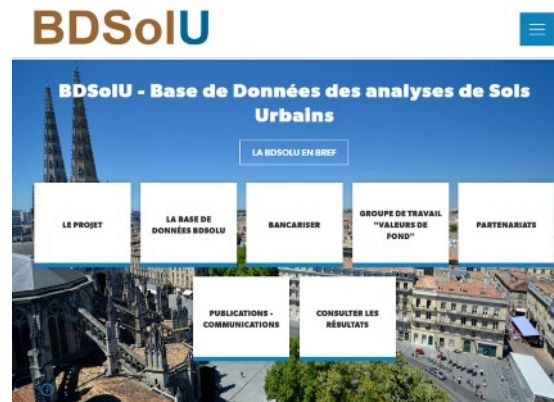 BDSolU
BDSolU - Base de Données des analyses de Sols
Urbains
LA BDSOLU EN BREF
LE PROJET
LA BASE DE
DONNÉES BDSOLU
BANCARISER
GROUPE DE TRAVAIL
"VALEURS DE
FOND"
PARTENARIATS
PUBLICATIONS -
COMMUNICATIONS
CONSULTER LES
RÉSULTATS